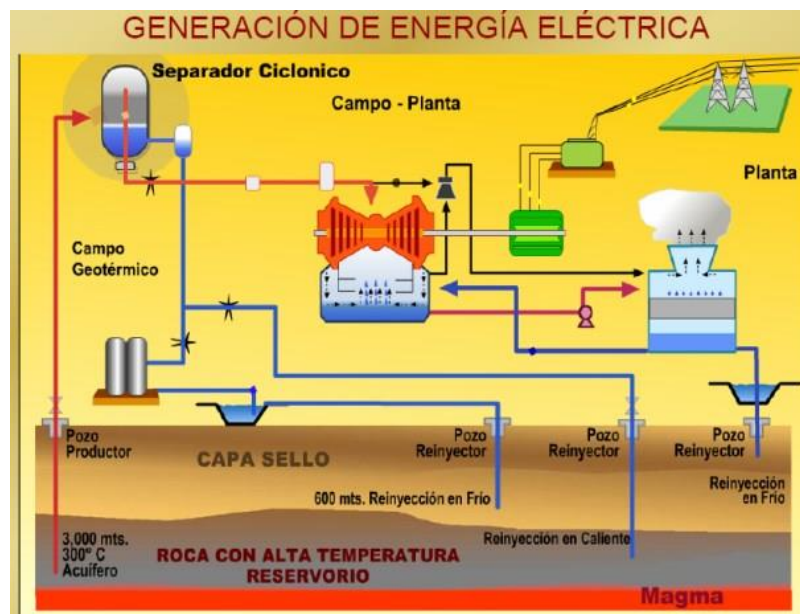 GENERACIÓN DE ENERGÍA ELÉCTRICA
Separador Ciclonico
Campo - Planta
Planta
Campo
Geotérmico
Pozo
Productor
Pozo
Reinyector
Pozo
Reinyector
Pozo
Reinyector
CAPA SELLO
600 mts. Reinyección en Frío
Reinyección
en Frío
3,000 mts.
300° C
Acuífero
Reinyección en Caliente
ROCA CON ALTA TEMPERATURA
RESERVORIO
Magma